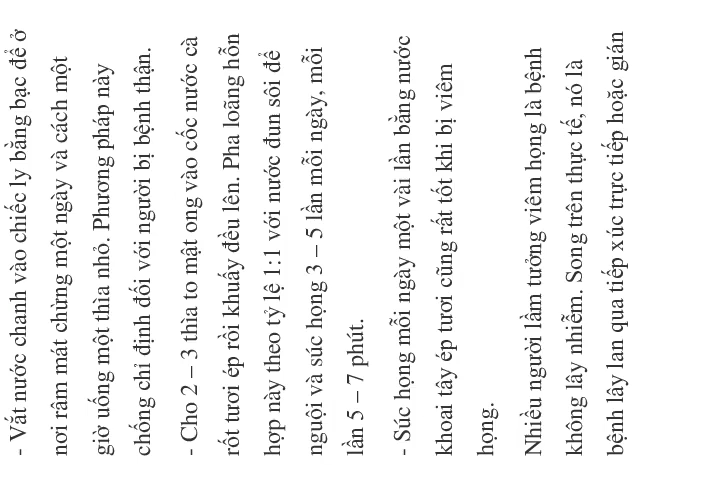 - Vắt nước chanh vào chiếc ly bằng bạc để ở
nơi râm mát chừng một ngày và cách một
giờ uống một thìa nhỏ. Phương pháp này
chống chỉ định đối với người bị bệnh thận.
- Cho 2 – 3 thìa to mật ong vào cốc nước cà
rốt tươi ép rồi khuấy đều lên. Pha loãng hỗn
hợp này theo tỷ lệ 1:1 với nước đun sôi để
nguội và súc họng 3 – 5 lần mỗi ngày, mỗi
lần 5 – 7 phút.
- Súc họng mỗi ngày một vài lần bằng nước
khoai tây ép tươi cũng rất tốt khi bị viêm
họng.
Nhiều người lầm tưởng viêm họng là bệnh
không lây nhiễm. Song trên thực tế, nó là
bệnh lây lan qua tiếp xúc trực tiếp hoặc gián